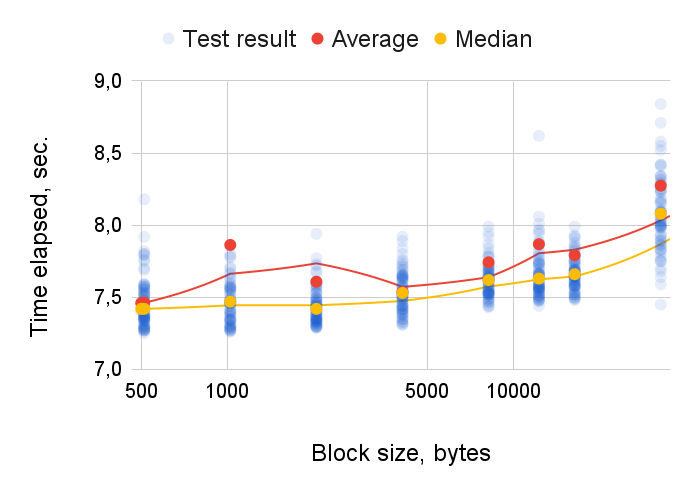 Test result Average Median
9,0
8,5
8,0
7,5
7,0
Time elapsed, sec.
500 1000 5000 10000
Block size, bytes